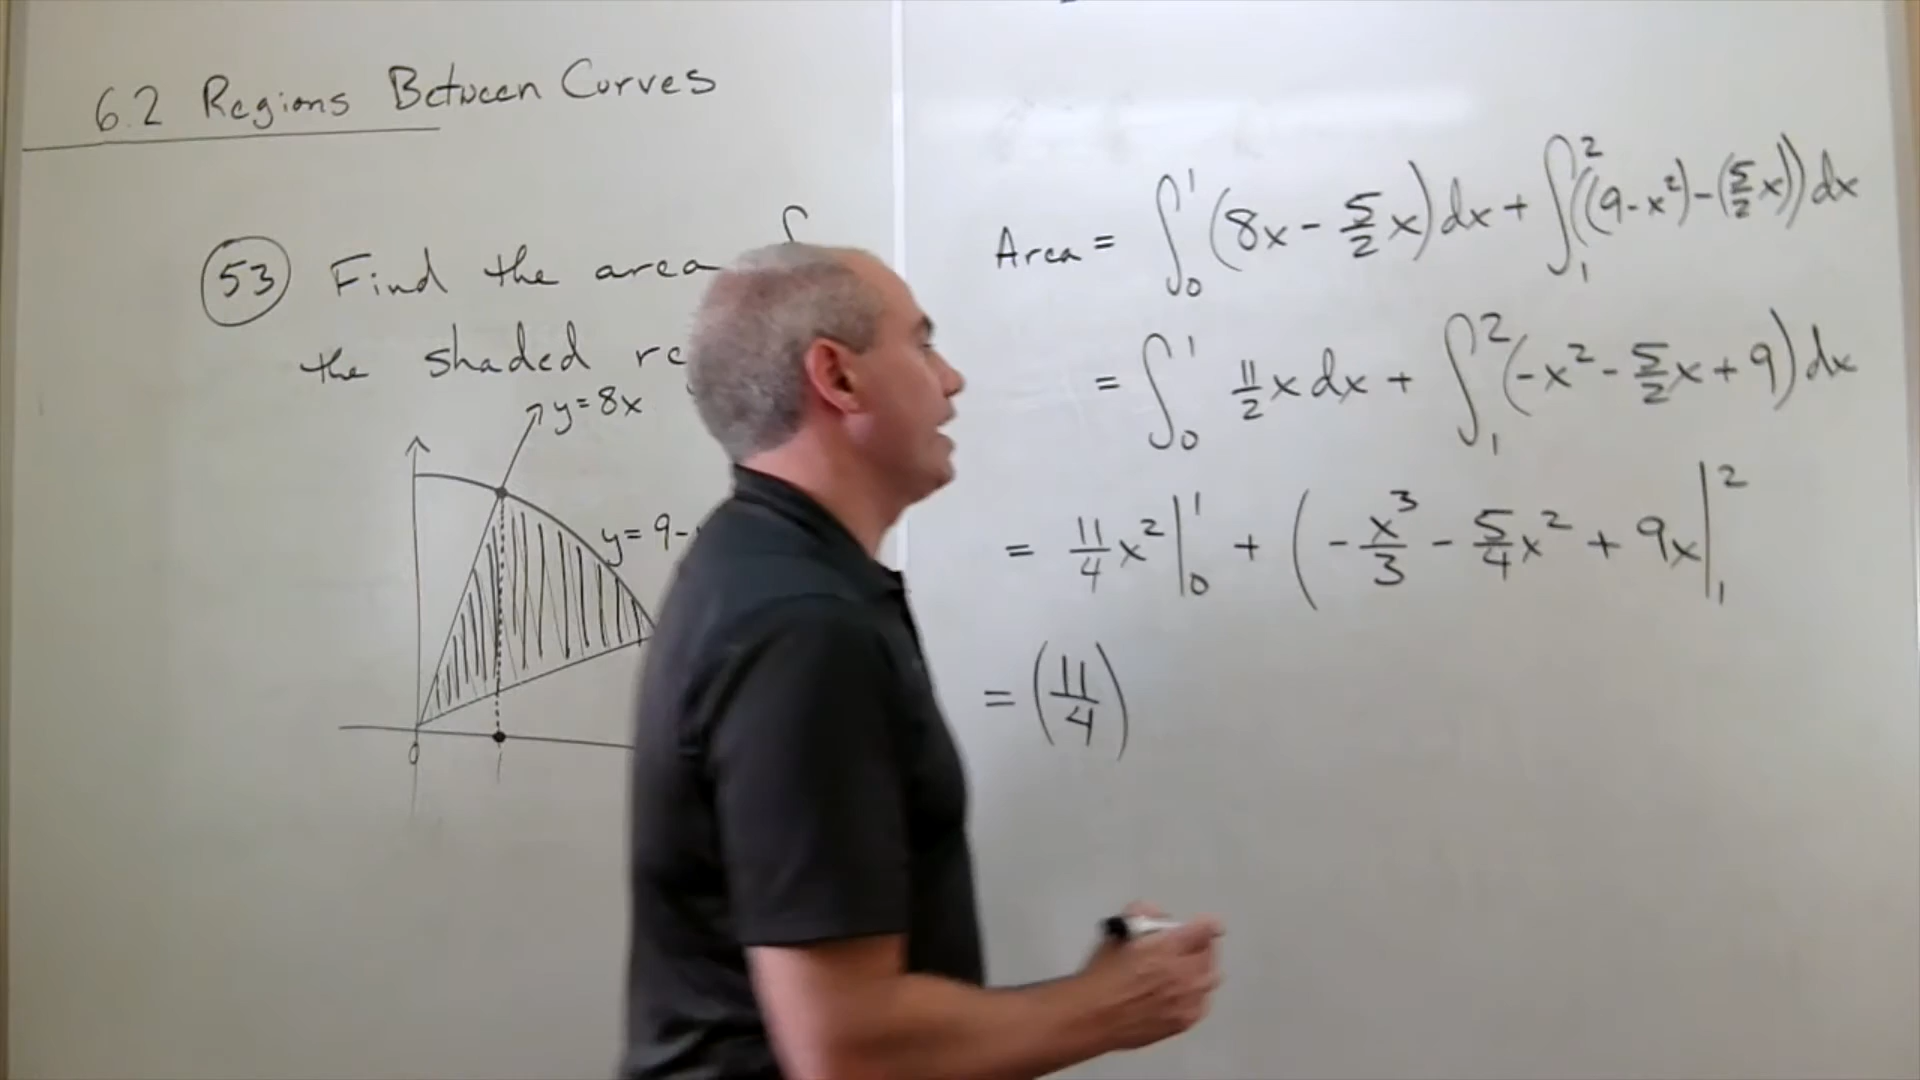 6.2 Regions Between Curves
53 Find the area
the shaded
y=8x
y=9-
0
Area = ∫₀¹ (8x - 5/2 x) dx + ∫₁² ((9-x²)-(5/2 x)) dx
= ∫₀¹ 11/2 x dx + ∫₁² (-x² - 5/2 x + 9) dx
= 11/4 x² |₀¹ + ( - x³/3 - 5/4 x² + 9x |₁²
= (11/4)